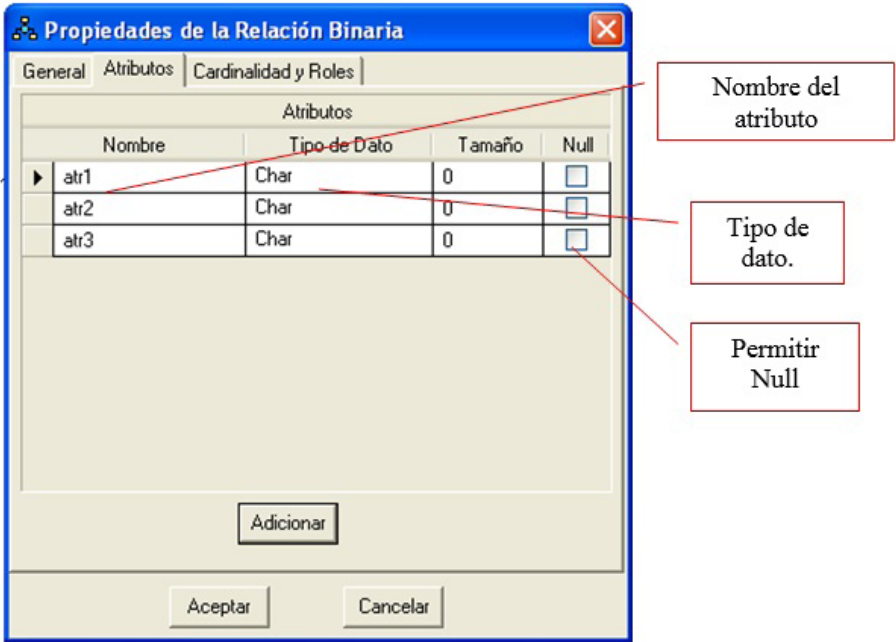 Propiedades de la Relación Binaria
General Atributos Cardinalidad y Roles
Atributos
Nombre Tipo de Dato Tamaño Null
atr1 Char 0
atr2 Char 0
atr3 Char 0
Adicionar
Aceptar Cancelar
Nombre del
atributo
Tipo de
dato.
Permitir
Null